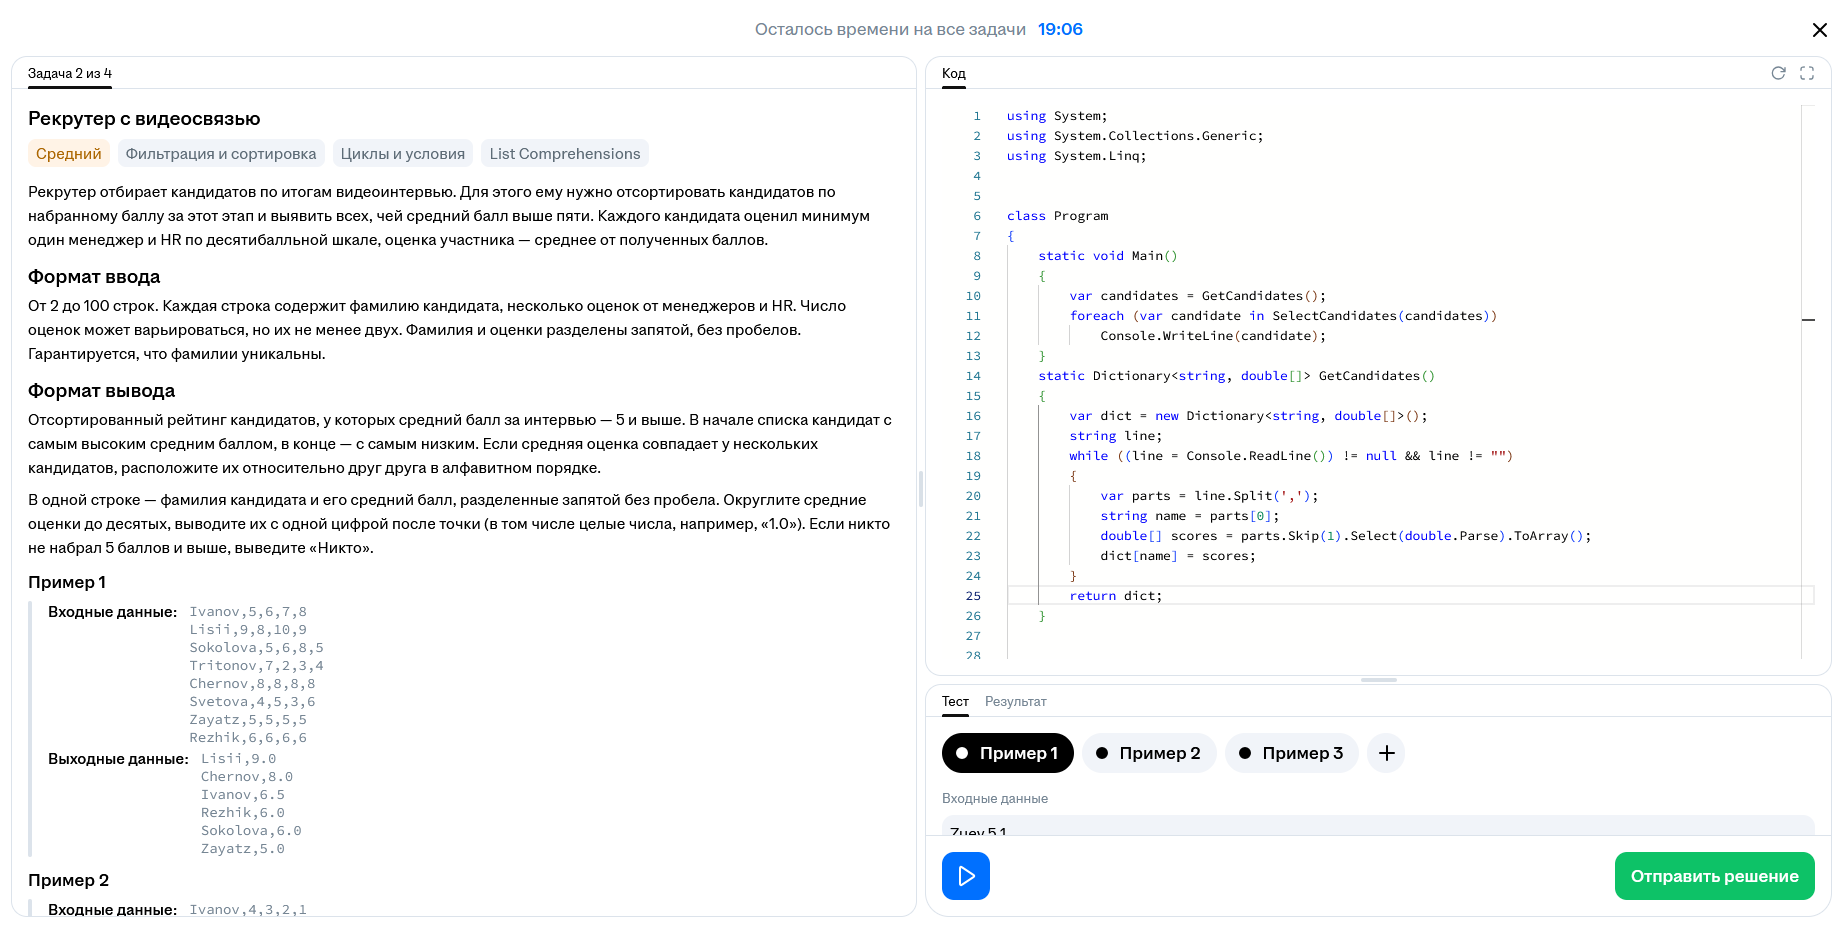 Осталось времени на все задачи 19:06
Задача 2 из 4
Рекрутер с видеосвязью
Средний Фильтрация и сортировка Циклы и условия List Comprehensions
Рекрутер отбирает кандидатов по итогам видеоинтервью. Для этого ему нужно отсортировать кандидатов по
набранному баллу за этот этап и выявить всех, чей средний балл выше пяти. Каждого кандидата оценил минимум
один менеджер и HR по десятибалльной шкале, оценка участника — среднее от полученных баллов.
Формат ввода
От 2 до 100 строк. Каждая строка содержит фамилию кандидата, несколько оценок от менеджеров и HR. Число
оценок может варьироваться, но их не менее двух. Фамилия и оценки разделены запятой, без пробелов.
Гарантируется, что фамилии уникальны.
Формат вывода
Отсортированный рейтинг кандидатов, у которых средний балл за интервью — 5 и выше. В начале списка кандидат с
самым высоким средним баллом, в конце — с самым низким. Если средняя оценка совпадает у нескольких
кандидатов, расположите их относительно друг друга в алфавитном порядке.
В одной строке — фамилия кандидата и его средний балл, разделенные запятой без пробела. Округлите средние
оценки до десятых, выводите их с одной цифрой после точки (в том числе целые числа, например, «1.0»). Если никто
не набрал 5 баллов и выше, выведите «Никто».
Пример 1
Входные данные: Ivanov,5,6,7,8
Lisii,9,8,10,9
Sokolova,5,6,8,5
Tritonov,7,2,3,4
Chernov,8,8,8,8
Svetova,4,5,3,6
Zayatz,5,5,5,5
Rezhik,6,6,6,6
Выходные данные: Lisii,9.0
Chernov,8.0
Ivanov,6.5
Rezhik,6.0
Sokolova,6.0
Zayatz,5.0
Пример 2
Входные данные: Ivanov,4,3,2,1
Код
1 using System;
2 using System.Collections.Generic;
3 using System.Linq;
4
5
6 class Program
7 {
8 static void Main()
9 {
10 var candidates = GetCandidates();
11 foreach (var candidate in SelectCandidates(candidates))
12 Console.WriteLine(candidate);
13 }
14 static Dictionary<string, double[]> GetCandidates()
15 {
16 var dict = new Dictionary<string, double[]>();
17 string line;
18 while ((line = Console.ReadLine()) != null && line != "")
19 {
20 var parts = line.Split(',');
21 string name = parts[0];
22 double[] scores = parts.Skip(1).Select(double.Parse).ToArray();
23 dict[name] = scores;
24 }
25 return dict;
26 }
27
28
Тест Результат
Пример 1 Пример 2 Пример 3
Входные данные
Zuev,5,1
Отправить решение